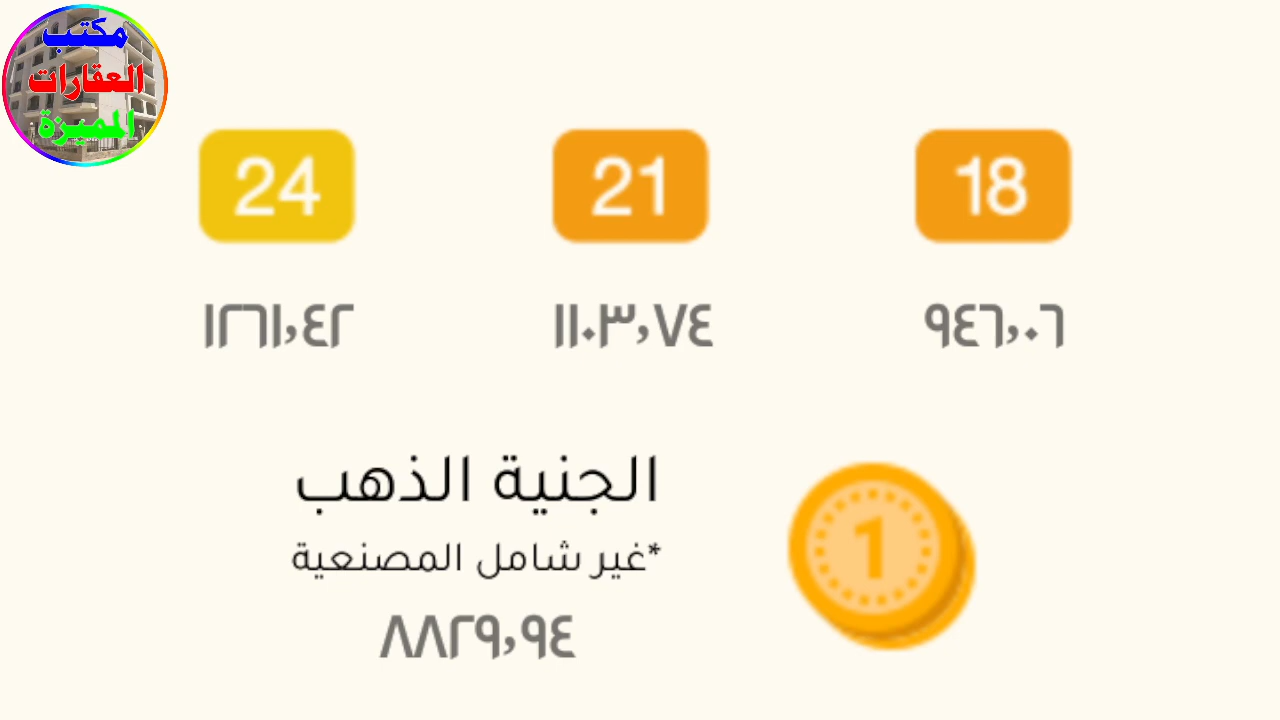 مكتب
العقارات
المميزة
24 21 18
١٢٦١,٤٢ ١١٠٣,٧٤ ٩٤٦,٠٦
الجنية الذهب
*غير شامل المصنعية
٨٨٢٩,٩٤
1